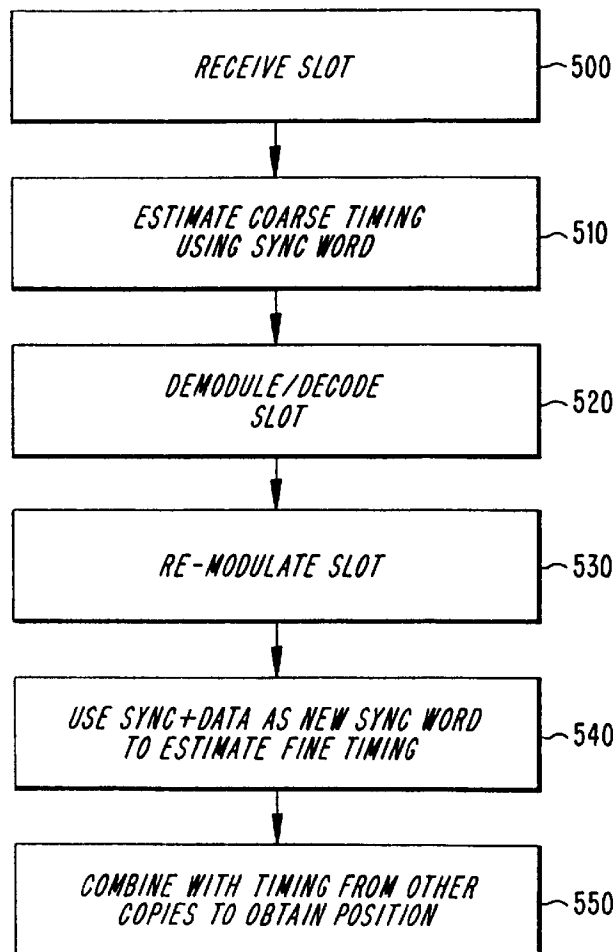 RECEIVE SLOT
500
ESTIMATE COARSE TIMING
USING SYNC WORD
510
DEMODULE/DECODE
SLOT
520
RE-MODULATE SLOT
530
USE SYNC+DATA AS NEW SYNC WORD
TO ESTIMATE FINE TIMING
540
COMBINE WITH TIMING FROM OTHER
COPIES TO OBTAIN POSITION
550